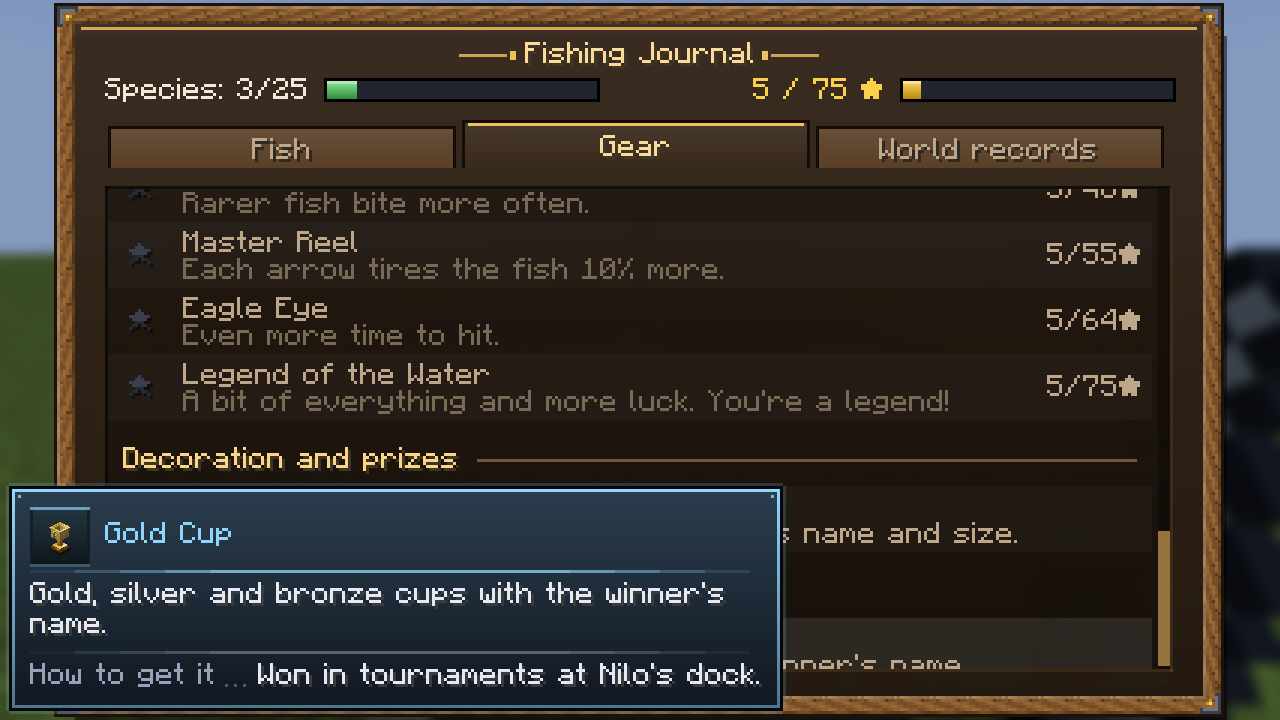 Fishing Journal
Species: 3/25
5 / 75
Fish
Gear
World records
Rarer fish bite more often.
Master Reel
5/55
Each arrow tires the fish 10% more.
Eagle Eye
5/64
Even more time to hit.
Legend of the Water
5/75
A bit of everything and more luck. You're a legend!
Decoration and prizes
name and size.
name
Gold Cup
Gold, silver and bronze cups with the winner's
name.
How to get it ... Won in tournaments at Nilo's dock.